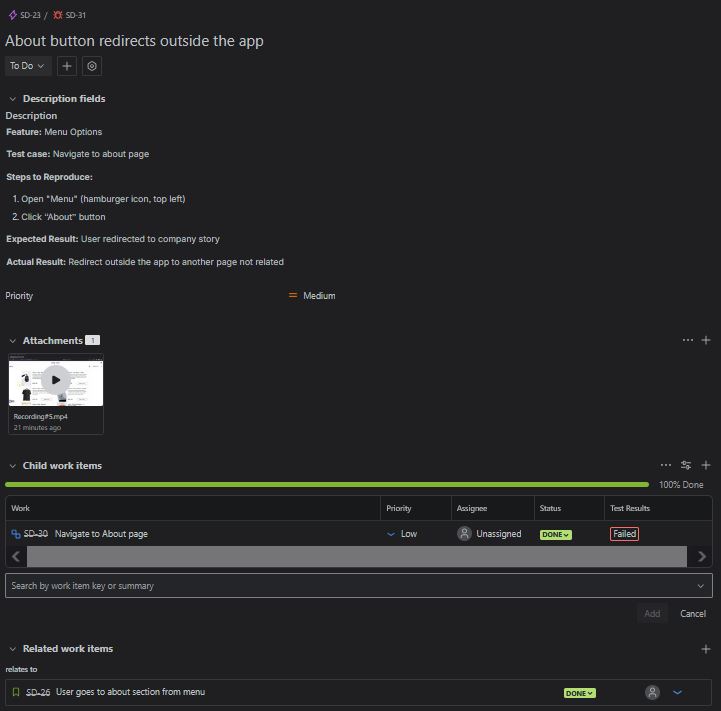 SD-23 / SD-31
About button redirects outside the app
To Do
Description fields
Description
Feature: Menu Options
Test case: Navigate to about page
Steps to Reproduce:
1. Open "Menu" (hamburger icon, top left)
2. Click "About" button
Expected Result: User redirected to company story
Actual Result: Redirect outside the app to another page not related
Priority Medium
Attachments 1
Recording#5.mp4
21 minutes ago
Child work items
100% Done
Work Priority Assignee Status Test Results
SD-30 Navigate to About page Low Unassigned DONE Failed
Search by work item key or summary
Add Cancel
Related work items
relates to
SD-26 User goes to about section from menu DONE